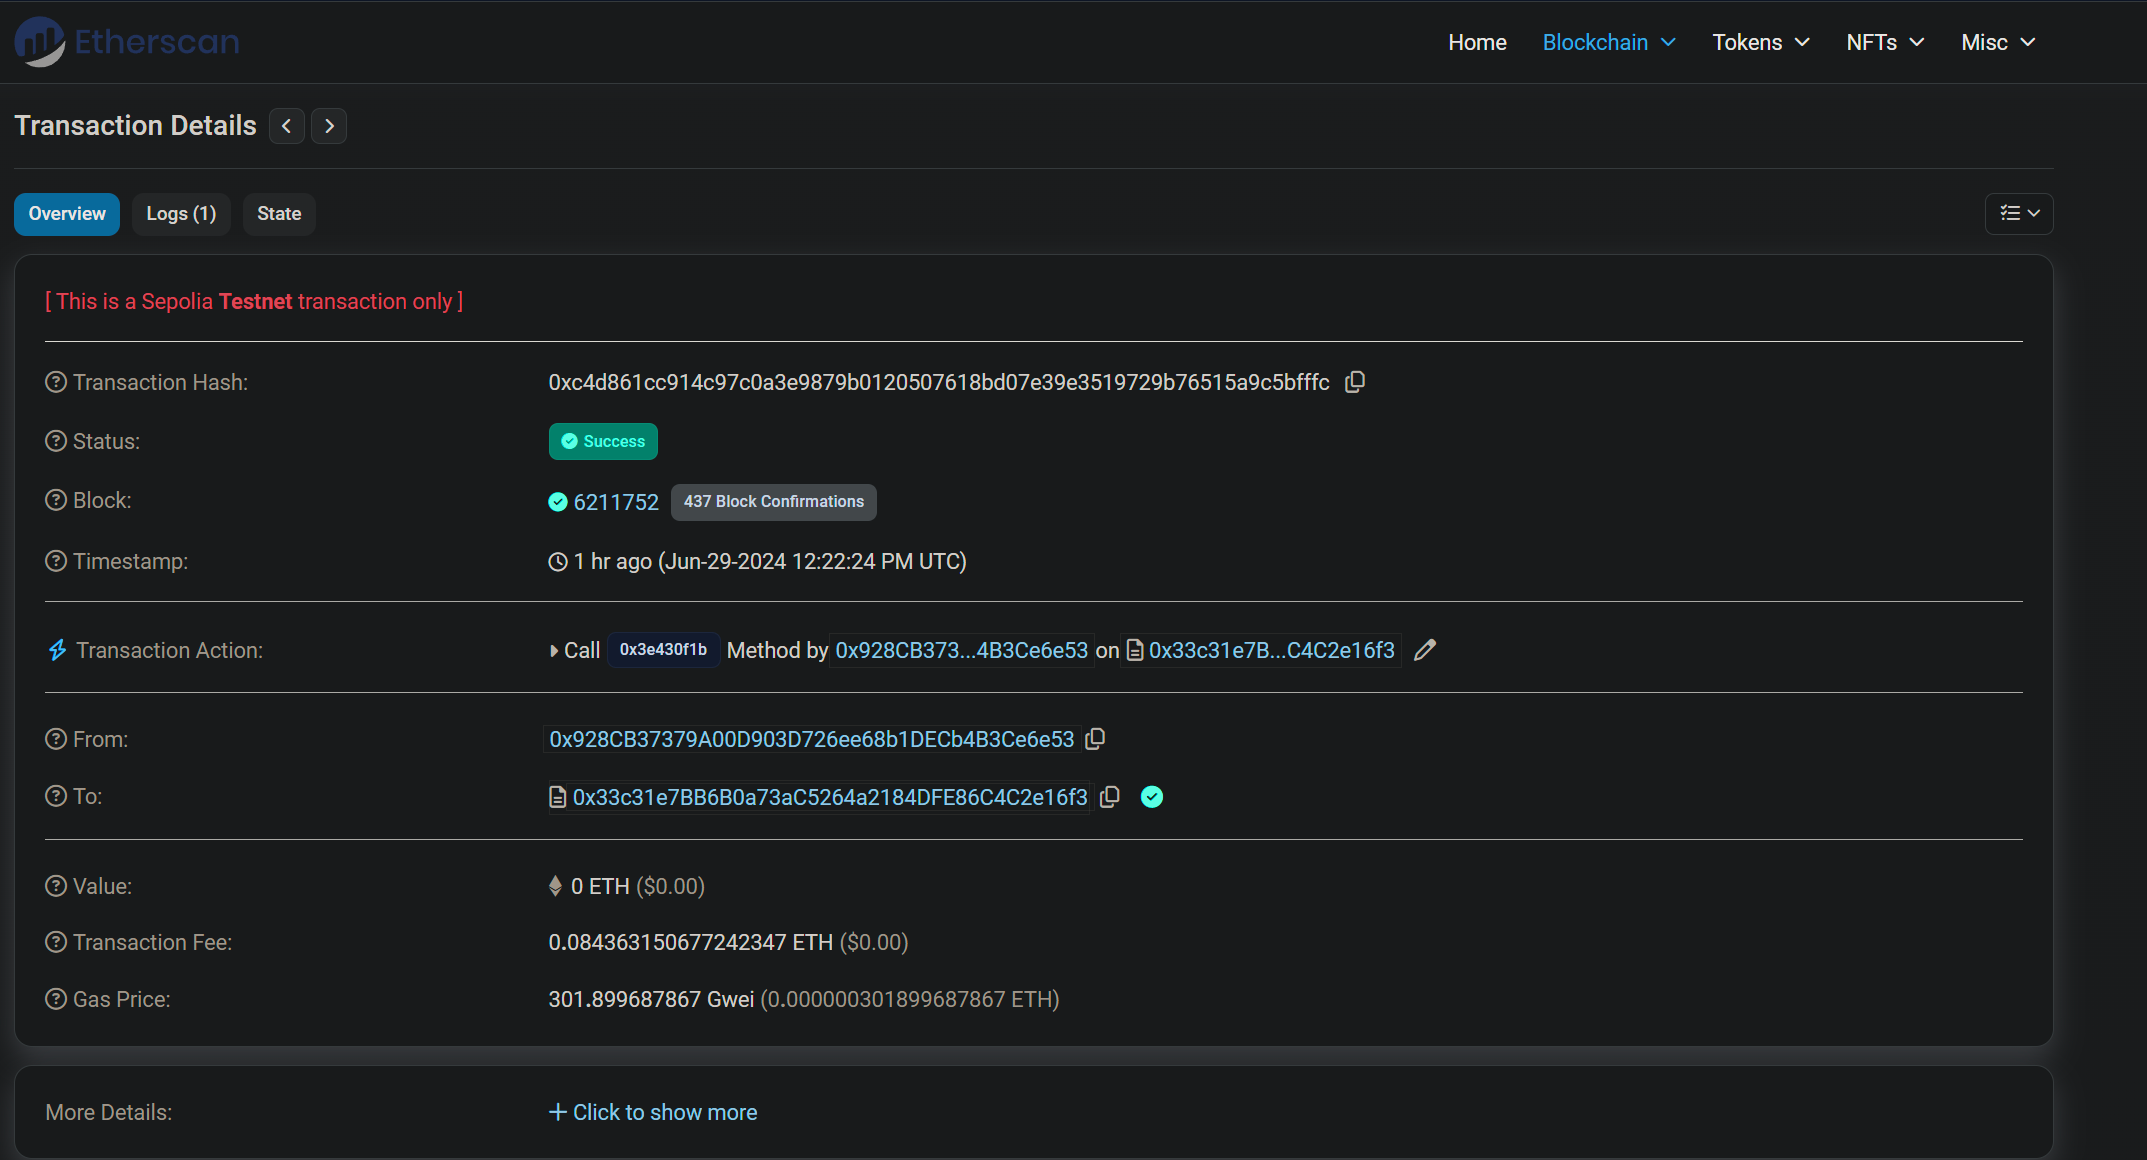 Etherscan
Home Blockchain Tokens NFTs Misc
Transaction Details
Overview Logs (1) State
[ This is a Sepolia Testnet transaction only ]
Transaction Hash: 0xc4d861cc914c97c0a3e9879b0120507618bd07e39e3519729b76515a9c5bfffc
Status: Success
Block: 6211752 437 Block Confirmations
Timestamp: 1 hr ago (Jun-29-2024 12:22:24 PM UTC)
Transaction Action: Call 0x3e430f1b Method by 0x928CB373...4B3Ce6e53 on 0x33c31e7B...C4C2e16f3
From: 0x928CB37379A00D903D726ee68b1DECb4B3Ce6e53
To: 0x33c31e7BB6B0a73aC5264a2184DFE86C4C2e16f3
Value: 0 ETH ($0.00)
Transaction Fee: 0.084363150677242347 ETH ($0.00)
Gas Price: 301.899687867 Gwei (0.000000301899687867 ETH)
More Details: Click to show more